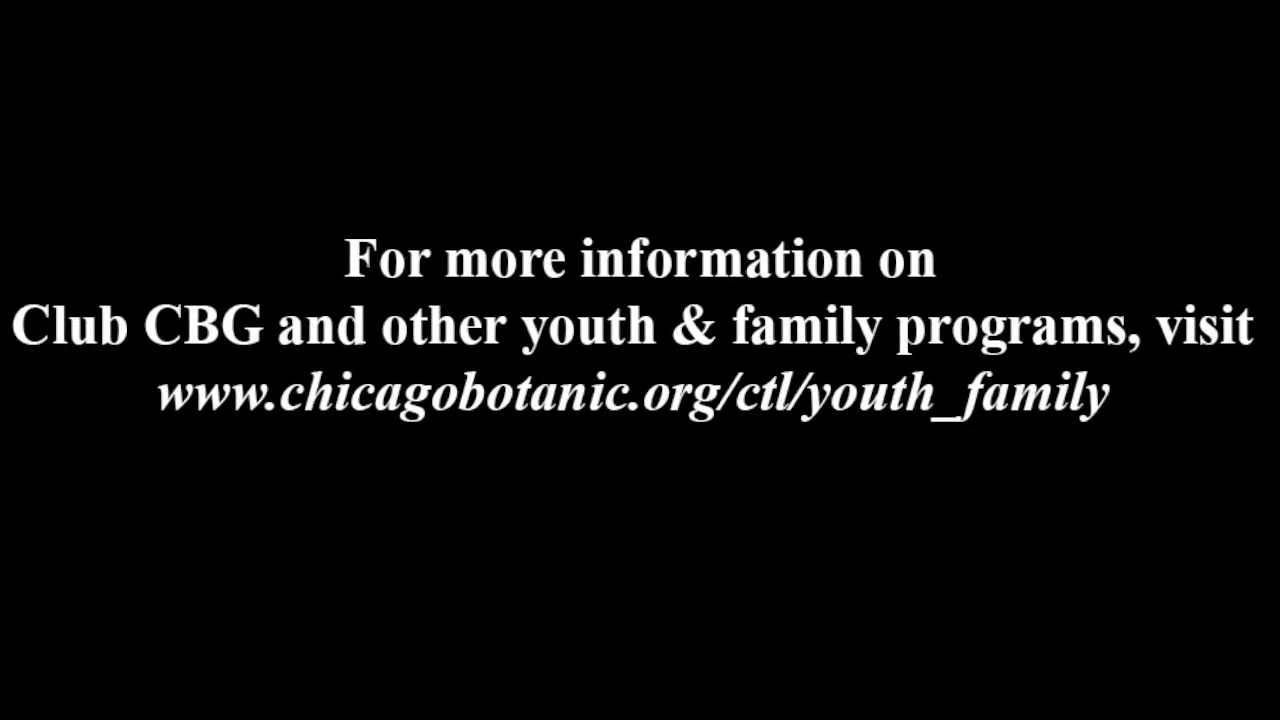 For more information on
Club CBG and other youth & family programs, visit
www.chicagobotanic.org/ctl/youth_family